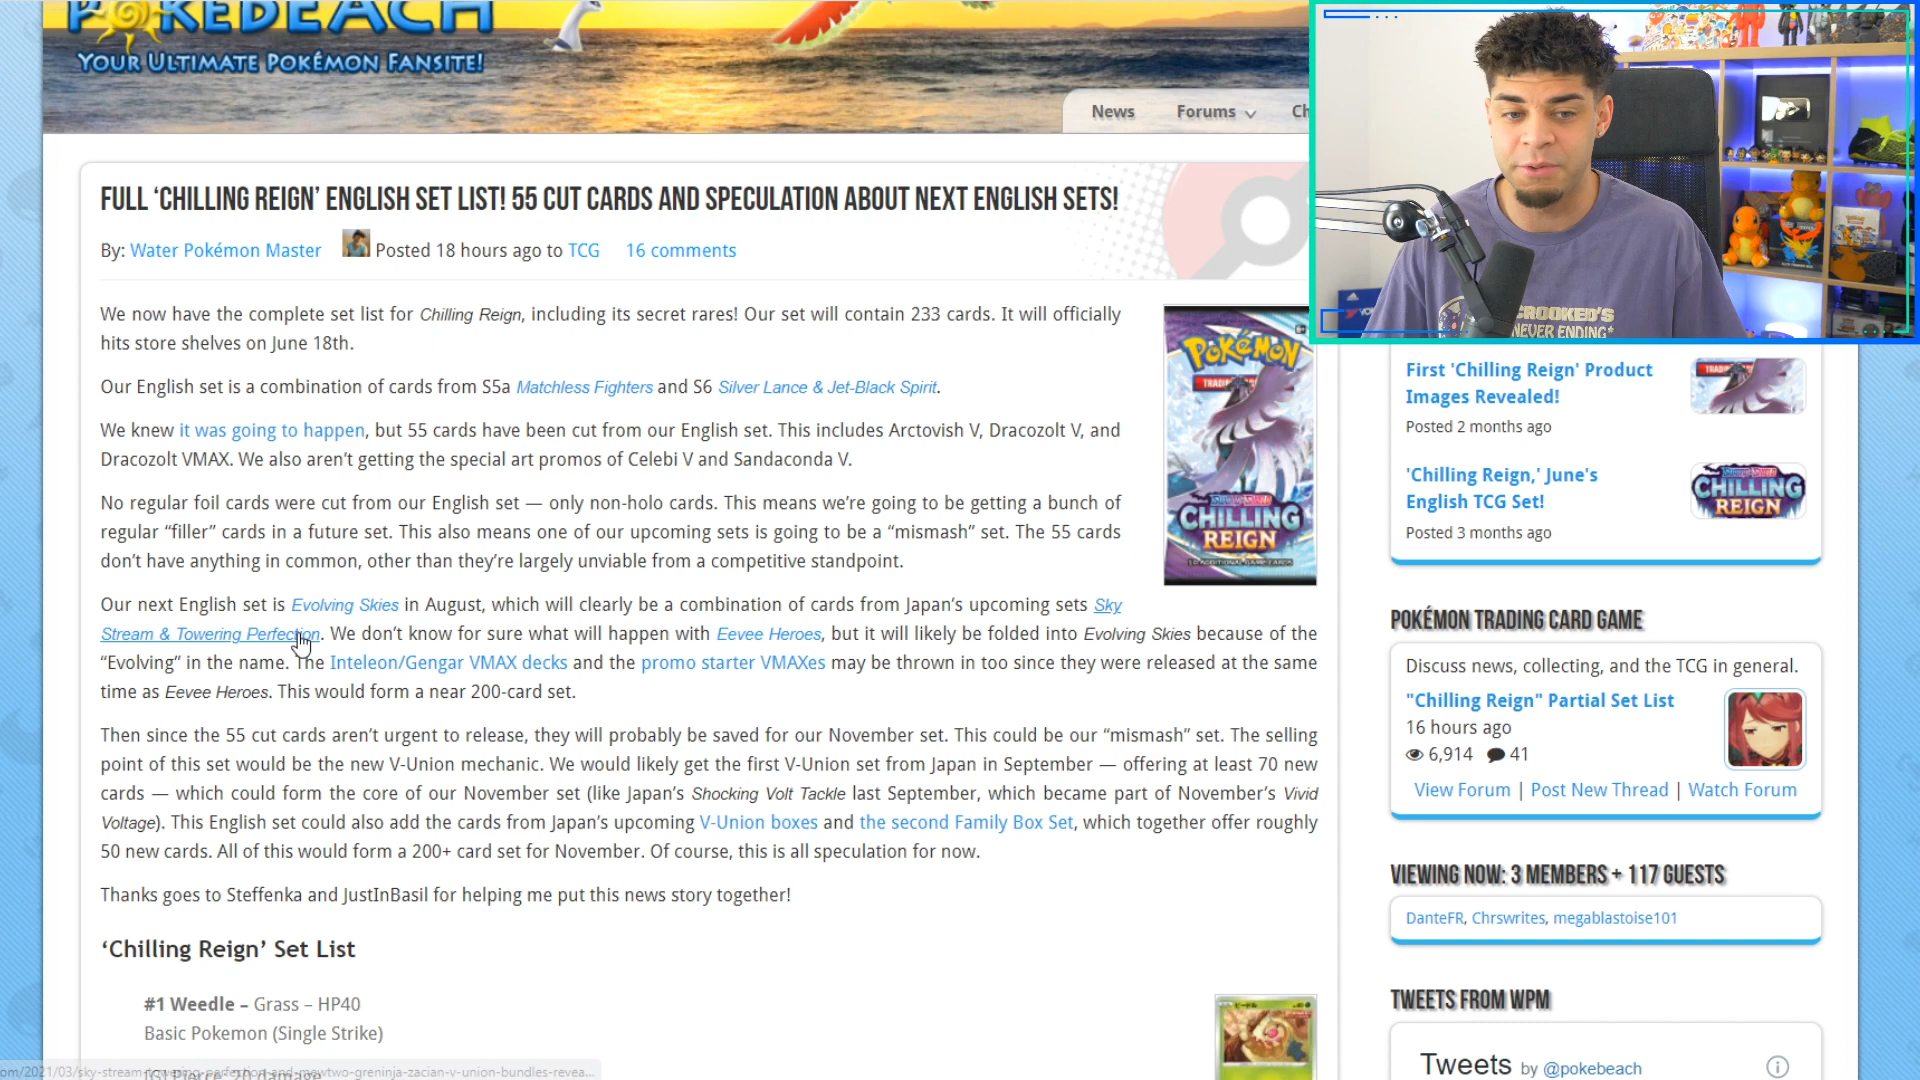 POKÉBEACH
YOUR ULTIMATE POKÉMON FANSITE!
News
Forums
Ch
FULL ‘CHILLING REIGN’ ENGLISH SET LIST! 55 CUT CARDS AND SPECULATION ABOUT NEXT ENGLISH SETS!
By: Water Pokémon Master Posted 18 hours ago to TCG 16 comments
We now have the complete set list for Chilling Reign, including its secret rares! Our set will contain 233 cards. It will officially
hits store shelves on June 18th.
Our English set is a combination of cards from S5a Matchless Fighters and S6 Silver Lance & Jet-Black Spirit.
We knew it was going to happen, but 55 cards have been cut from our English set. This includes Arctovish V, Dracozolt V, and
Dracozolt VMAX. We also aren’t getting the special art promos of Celebi V and Sandaconda V.
No regular foil cards were cut from our English set — only non-holo cards. This means we’re going to be getting a bunch of
regular “filler” cards in a future set. This also means one of our upcoming sets is going to be a “mismash” set. The 55 cards
don’t have anything in common, other than they’re largely unviable from a competitive standpoint.
Our next English set is Evolving Skies in August, which will clearly be a combination of cards from Japan’s upcoming sets Sky
Stream & Towering Perfection. We don’t know for sure what will happen with Eevee Heroes, but it will likely be folded into Evolving Skies because of the
“Evolving” in the name. The Inteleon/Gengar VMAX decks and the promo starter VMAXes may be thrown in too since they were released at the same
time as Eevee Heroes. This would form a near 200-card set.
Then since the 55 cut cards aren’t urgent to release, they will probably be saved for our November set. This could be our “mismash” set. The selling
point of this set would be the new V-Union mechanic. We would likely get the first V-Union set from Japan in September — offering at least 70 new
cards — which could form the core of our November set (like Japan’s Shocking Volt Tackle last September, which became part of November’s Vivid
Voltage). This English set could also add the cards from Japan’s upcoming V-Union boxes and the second Family Box Set, which together offer roughly
50 new cards. All of this would form a 200+ card set for November. Of course, this is all speculation for now.
Thanks goes to Steffenka and JustInBasil for helping me put this news story together!
‘Chilling Reign’ Set List
#1 Weedle – Grass – HP40
Basic Pokemon (Single Strike)
[G] Pierce: 20 damage
om/2021/03/sky-stream-towering-perfection-and-mewtwo-greninja-zacian-v-union-bundles-revea...
POKéMON
CHILLING
REIGN
CROOKED'S
NEVER ENDING*
First 'Chilling Reign' Product
Images Revealed!
Posted 2 months ago
'Chilling Reign,' June's
English TCG Set!
Posted 3 months ago
CHILLING
REIGN
POKÉMON TRADING CARD GAME
Discuss news, collecting, and the TCG in general.
"Chilling Reign" Partial Set List
16 hours ago
6,914 41
View Forum | Post New Thread | Watch Forum
VIEWING NOW: 3 MEMBERS + 117 GUESTS
DanteFR, Chrswrites, megablastoise101
TWEETS FROM WPM
Tweets by @pokebeach